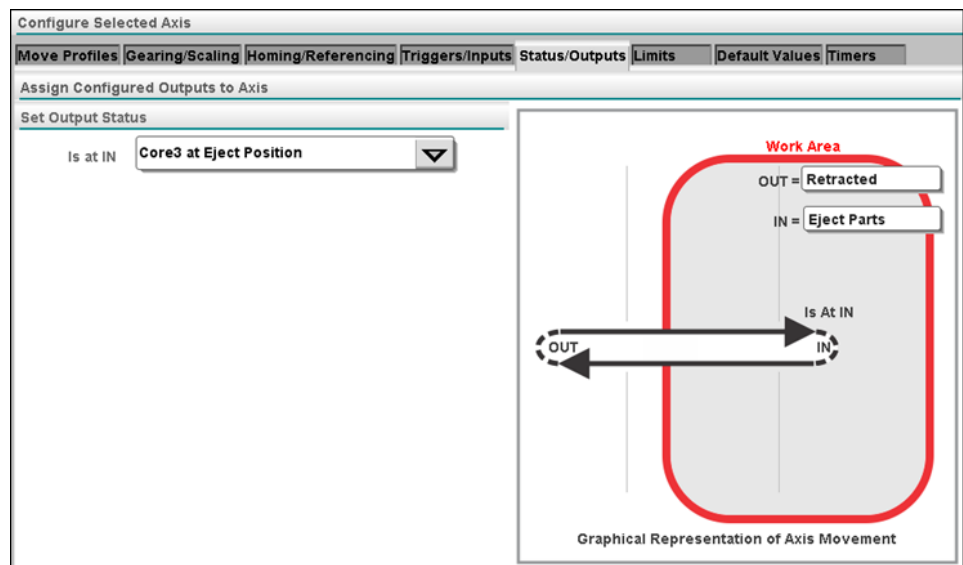 Configure Selected Axis
Move Profiles Gearing/Scaling Homing/Referencing Triggers/Inputs Status/Outputs Limits Default Values Timers
Assign Configured Outputs to Axis
Set Output Status
Is at IN Core3 at Eject Position
Work Area
OUT = Retracted
IN = Eject Parts
Is At IN
OUT IN
Graphical Representation of Axis Movement